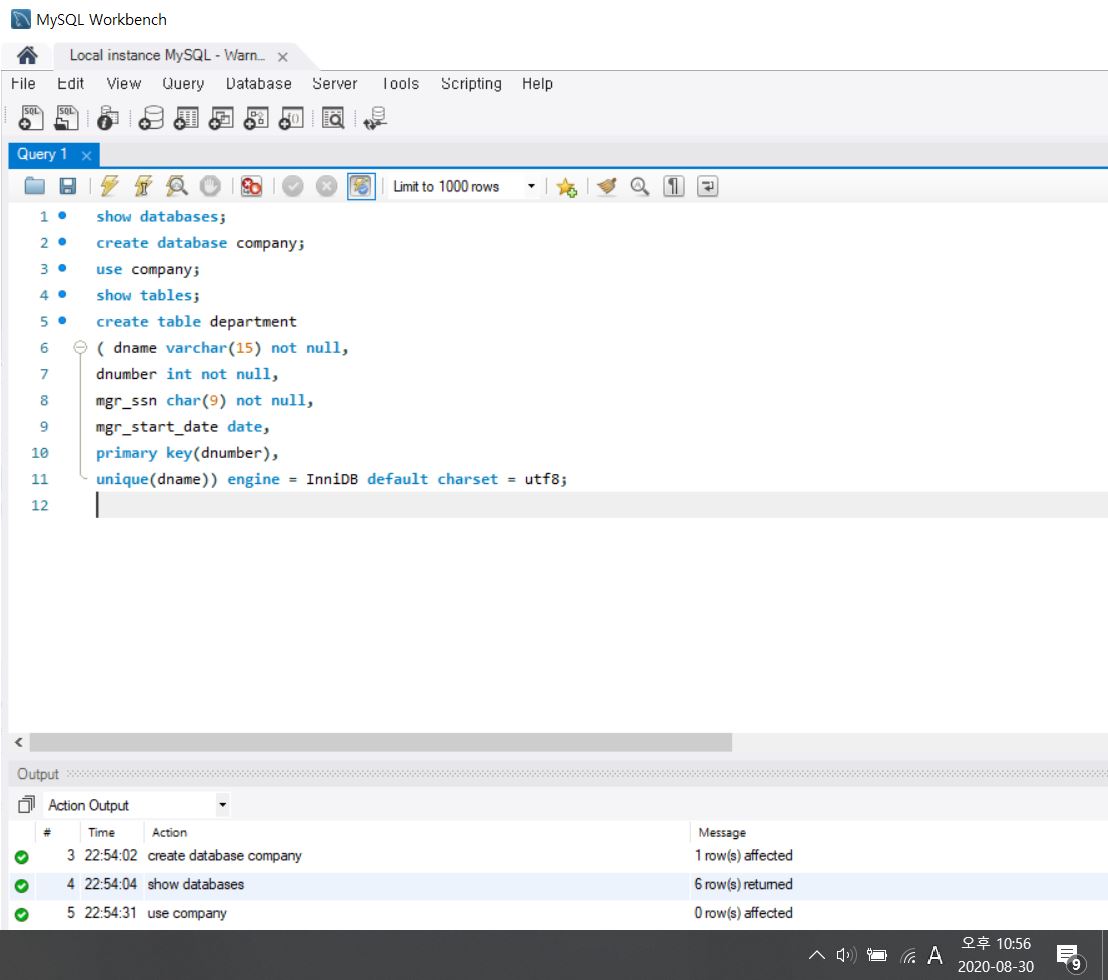 MySQL Workbench
Local instance MySQL - Warn...
File Edit View Query Database Server Tools Scripting Help
SQL SQL
Query 1
Limit to 1000 rows
1 show databases;
2 create database company;
3 use company;
4 show tables;
5 create table department
6 ( dname varchar(15) not null,
7 dnumber int not null,
8 mgr_ssn char(9) not null,
9 mgr_start_date date,
10 primary key(dnumber),
11 unique(dname)) engine = InniDB default charset = utf8;
12
Output
Action Output
# Time Action Message
3 22:54:02 create database company 1 row(s) affected
4 22:54:04 show databases 6 row(s) returned
5 22:54:31 use company 0 row(s) affected
A 오후 10:56
2020-08-30 9